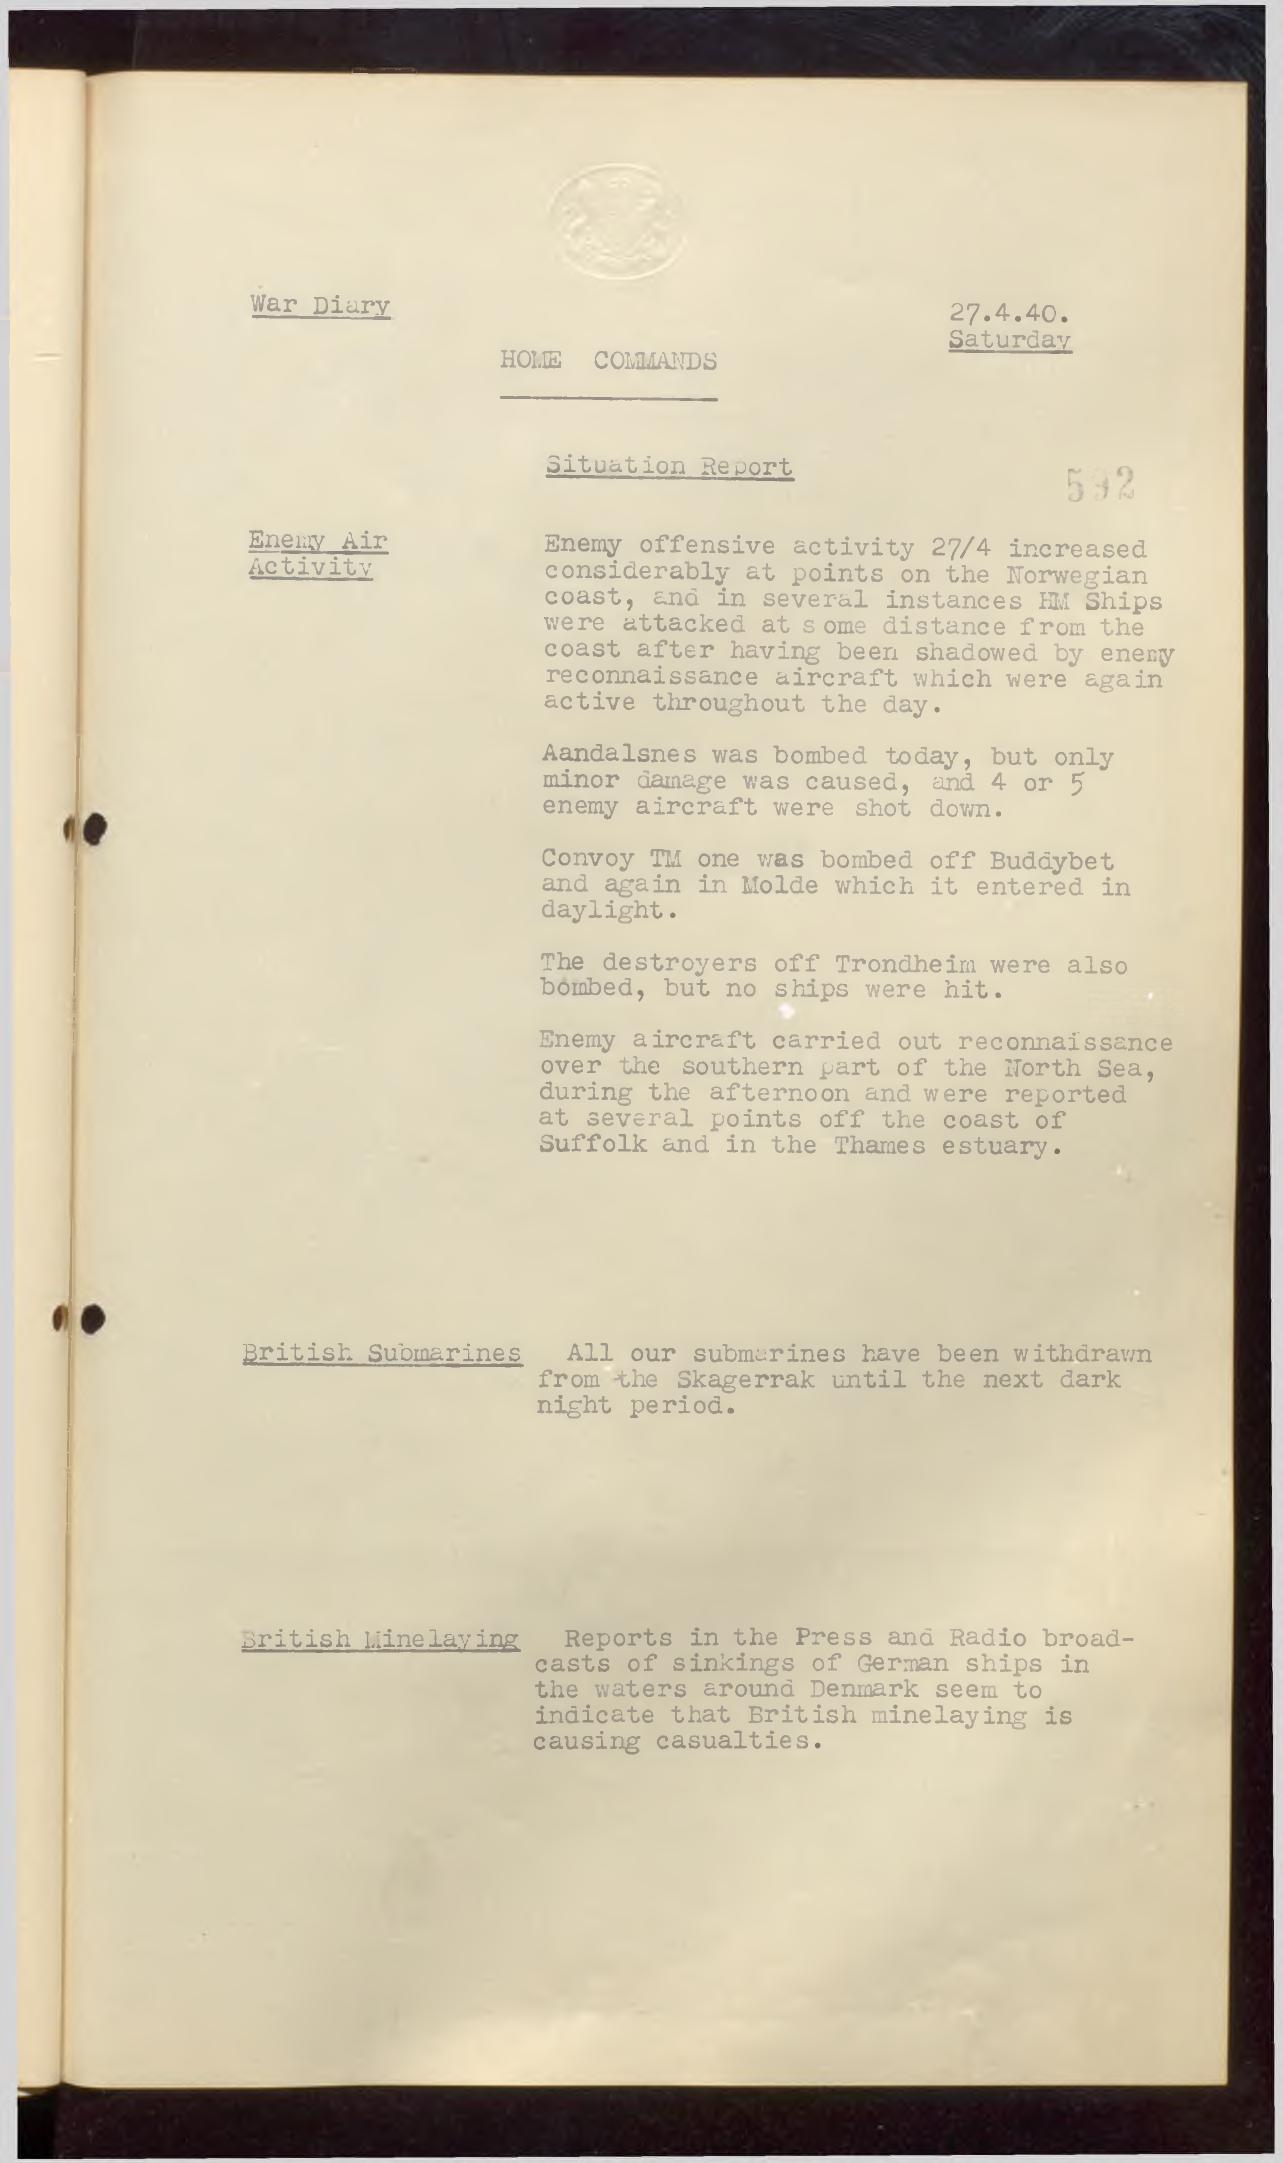 War Diary
27.4.40.
Saturday
HOME COMMANDS
Situation Report
592
Enemy Air
Activity
Enemy offensive activity 27/4 increased
considerably at points on the Norwegian
coast, and in several instances HM Ships
were attacked at s ome distance from the
coast after having been shadowed by enemy
reconnaissance aircraft which were again
active throughout the day.
Aandalsnes was bombed today, but only
minor damage was caused, and 4 or 5
enemy aircraft were shot down.
Convoy TM one was bombed off Buddybet
and again in Molde which it entered in
daylight.
The destroyers off Trondheim were also
bombed, but no ships were hit.
Enemy aircraft carried out reconnaissance
over the southern part of the North Sea,
during the afternoon and were reported
at several points off the coast of
Suffolk and in the Thames estuary.
British Submarines All our submarines have been withdrawn
from the Skagerrak until the next dark
night period.
British Minelaying Reports in the Press and Radio broad-
casts of sinkings of German ships in
the waters around Denmark seem to
indicate that British minelaying is
causing casualties.